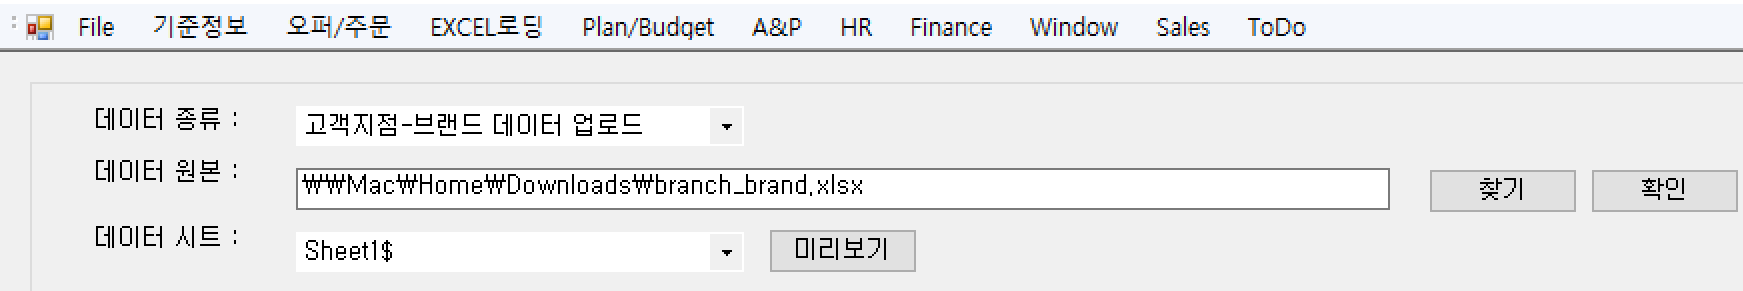 File 기준정보 오퍼/주문 EXCEL로딩 Plan/Budget A&P HR Finance Window Sales ToDo
데이터 종류 : 고객지점-브랜드 데이터 업로드
데이터 원본 : ₩₩Mac₩Home₩Downloads₩branch_brand.xlsx 찾기 확인
데이터 시트 : Sheet1$ 미리보기